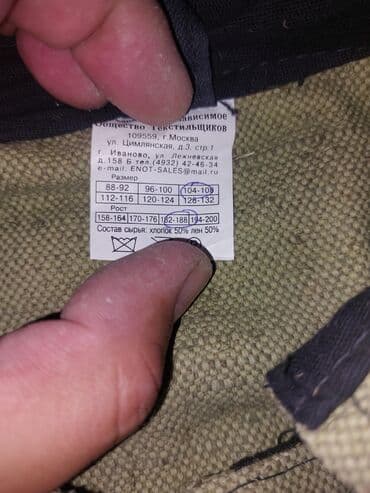 Независимое
Общество Текстильщиков
109559, г.Москва
ул. Цимлянская, д.3, стр.1
г. Иваново, ул. Лежневская
д.158 Б тел.(4932) 42-46-34
e-mail: ENOT-SALES@mail.ru
Размер
88-92 96-100 104-108
112-116 120-124 128-132
Рост
158-164 170-176 182-188 194-200
Состав сырья: хлопок 50% лен 50%